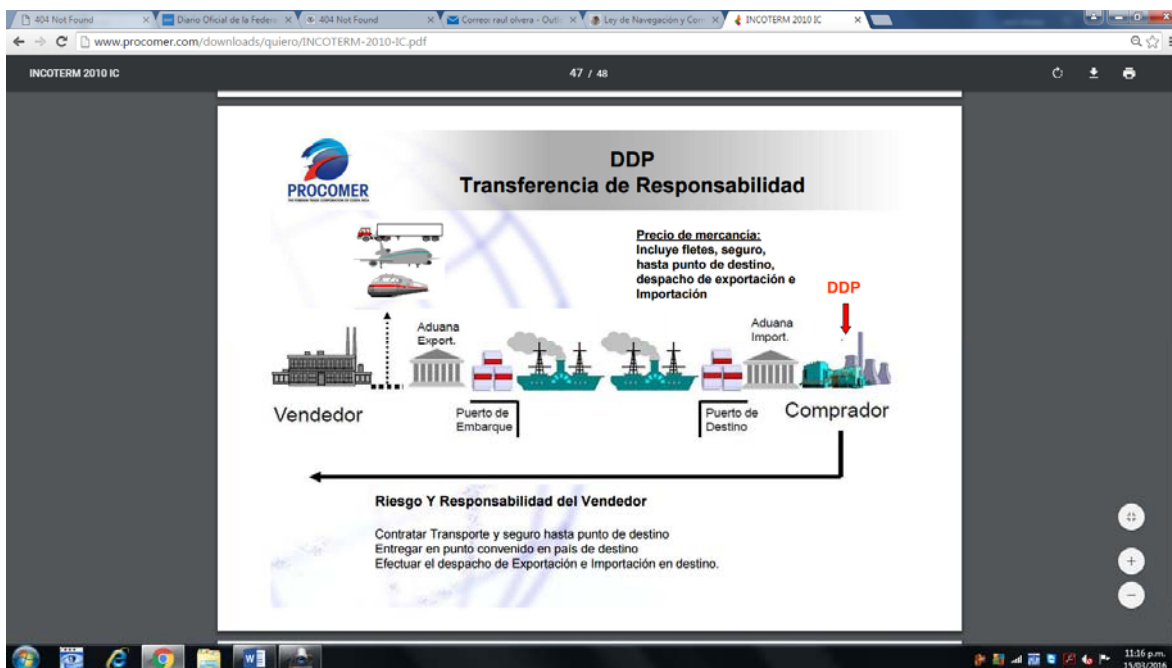 404 Not Found
Diario Oficial de la Federa
404 Not Found
Correo: raul olvera - Outl
Ley de Navegación y Com
INCOTERM 2010 IC
www.procomer.com/downloads/quiero/INCOTERM-2010-IC.pdf
INCOTERM 2010 IC
47 / 48
PROCOMER
DDP
Transferencia de Responsabilidad
Precio de mercancía:
Incluye fletes, seguro,
hasta punto de destino,
despacho de exportación e
Importación
DDP
Aduana
Export.
Aduana
Import.
Vendedor
Puerto de
Embarque
Puerto de
Destino
Comprador
Riesgo Y Responsabilidad del Vendedor
Contratar Transporte y seguro hasta punto de destino
Entregar en punto convenido en país de destino
Efectuar el despacho de Exportación e Importación en destino.
11:16 p.m.
15/03/2016